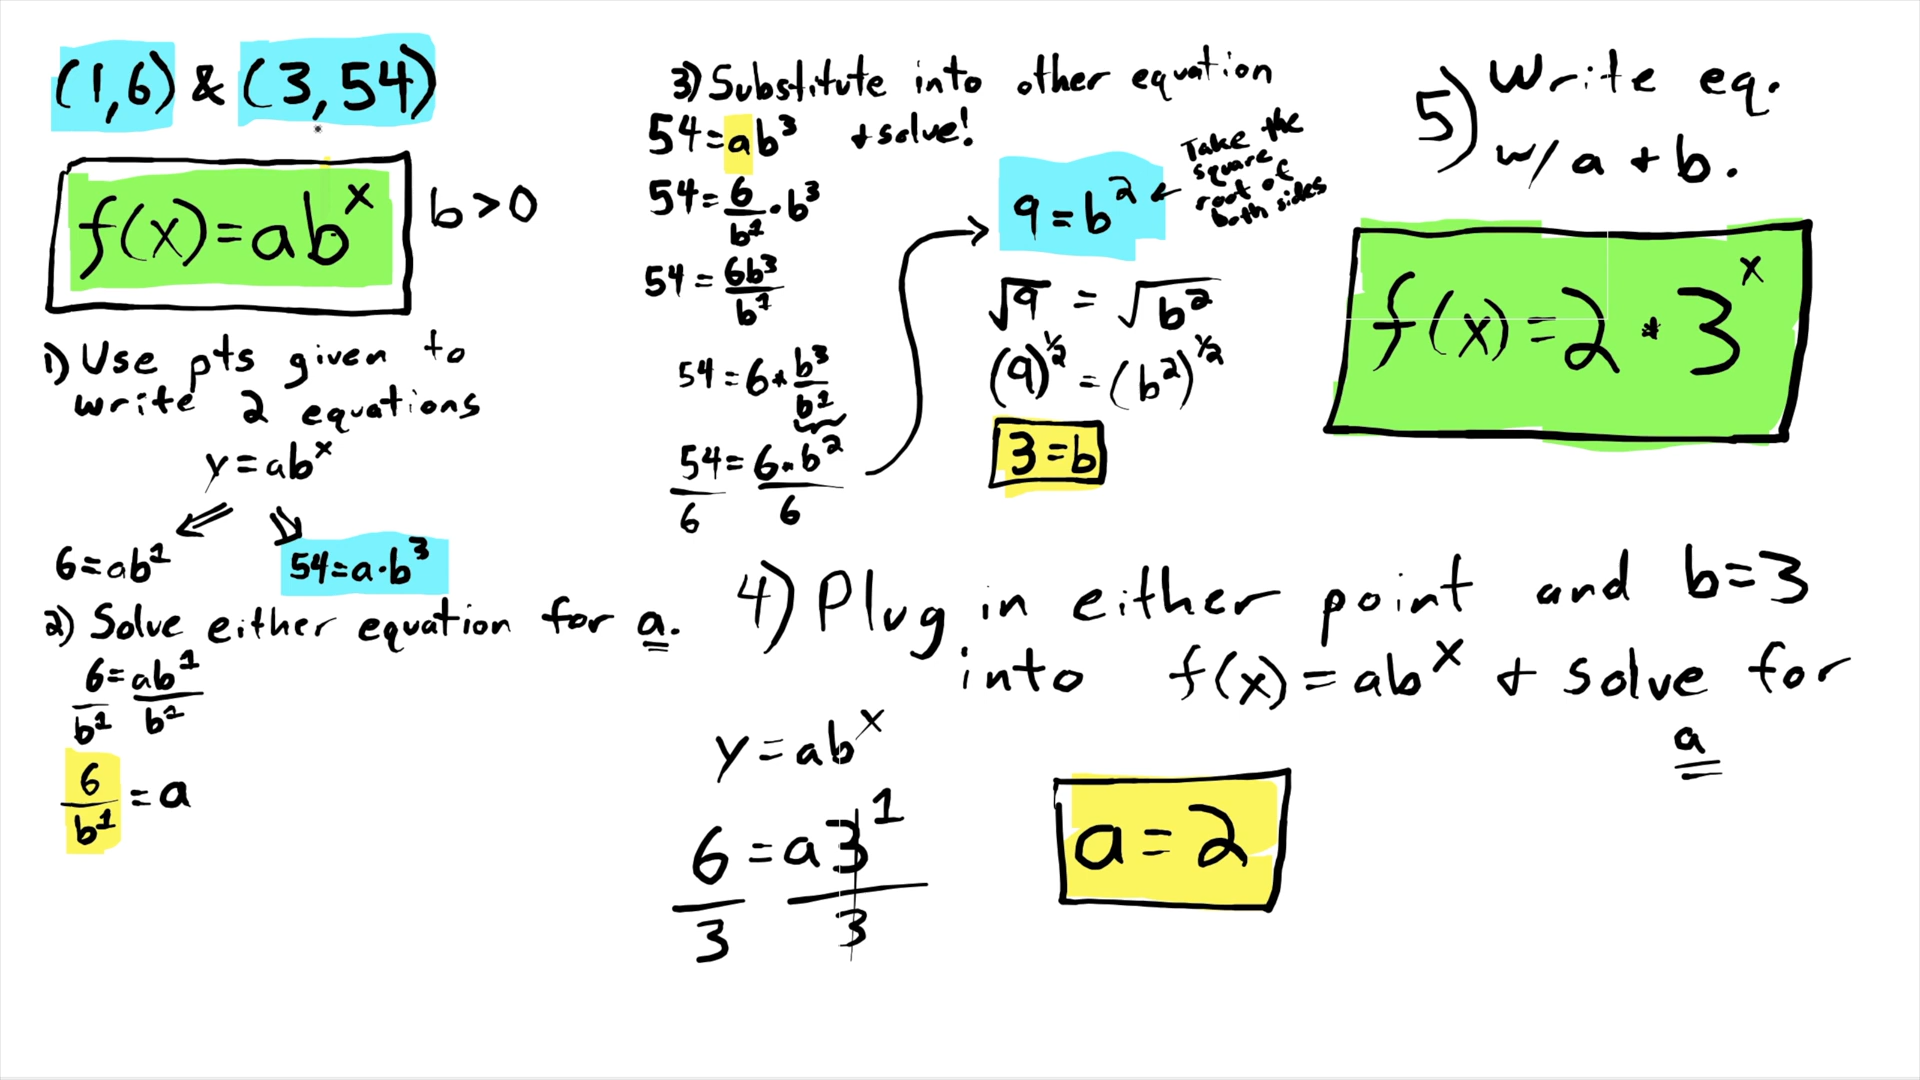 (1,6) & (3,54)
f(x)=ab^x
b>0
1) Use pts given to
write 2 equations
y=ab^x
6=ab^1
54=a·b^3
2) Solve either equation for a.
6=ab^1
b^1 b^1
6/b^1 = a
3) Substitute into other equation
+ solve!
54=ab^3
54=6/b^1·b^3
54=6b^3/b^1
54=6*b^3/b^1
54=6*b^2
6 6
9=b^2
Take the
square
root of
both sides
√9 = √b^2
(9)^1/2 = (b^2)^1/2
3=b
4) Plug in either point and b=3
into f(x)=ab^x + solve for
a
y=ab^x
6=a3^1
3 3
a=2
5) Write eq.
w/ a + b.
f(x)=2*3^x